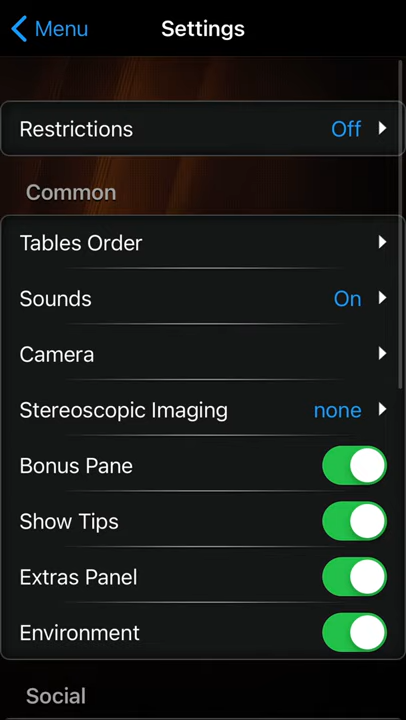 Menu
Settings
Restrictions Off
Common
Tables Order
Sounds On
Camera
Stereoscopic Imaging none
Bonus Pane
Show Tips
Extras Panel
Environment
Social